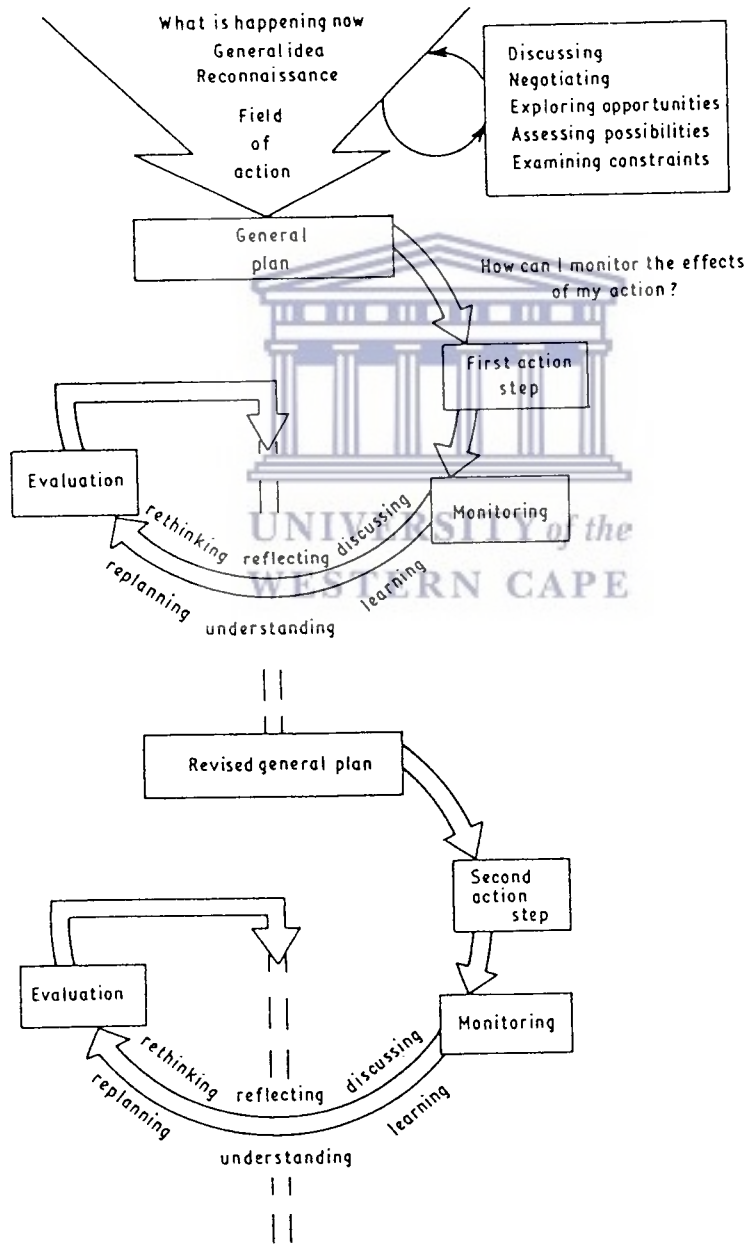 What is happening now
General idea
Reconnaissance
Field
of
action
Discussing
Negotiating
Exploring opportunities
Assessing possibilities
Examining constraints
General
plan
How can I monitor the effects
of my action?
First action
step
Evaluation
Monitoring
rethinking reflecting discussing
replanning understanding learning
UNIVERSITY of the
WESTERN CAPE
Revised general plan
Second
action
step
Evaluation
Monitoring
rethinking reflecting discussing
replanning understanding learning